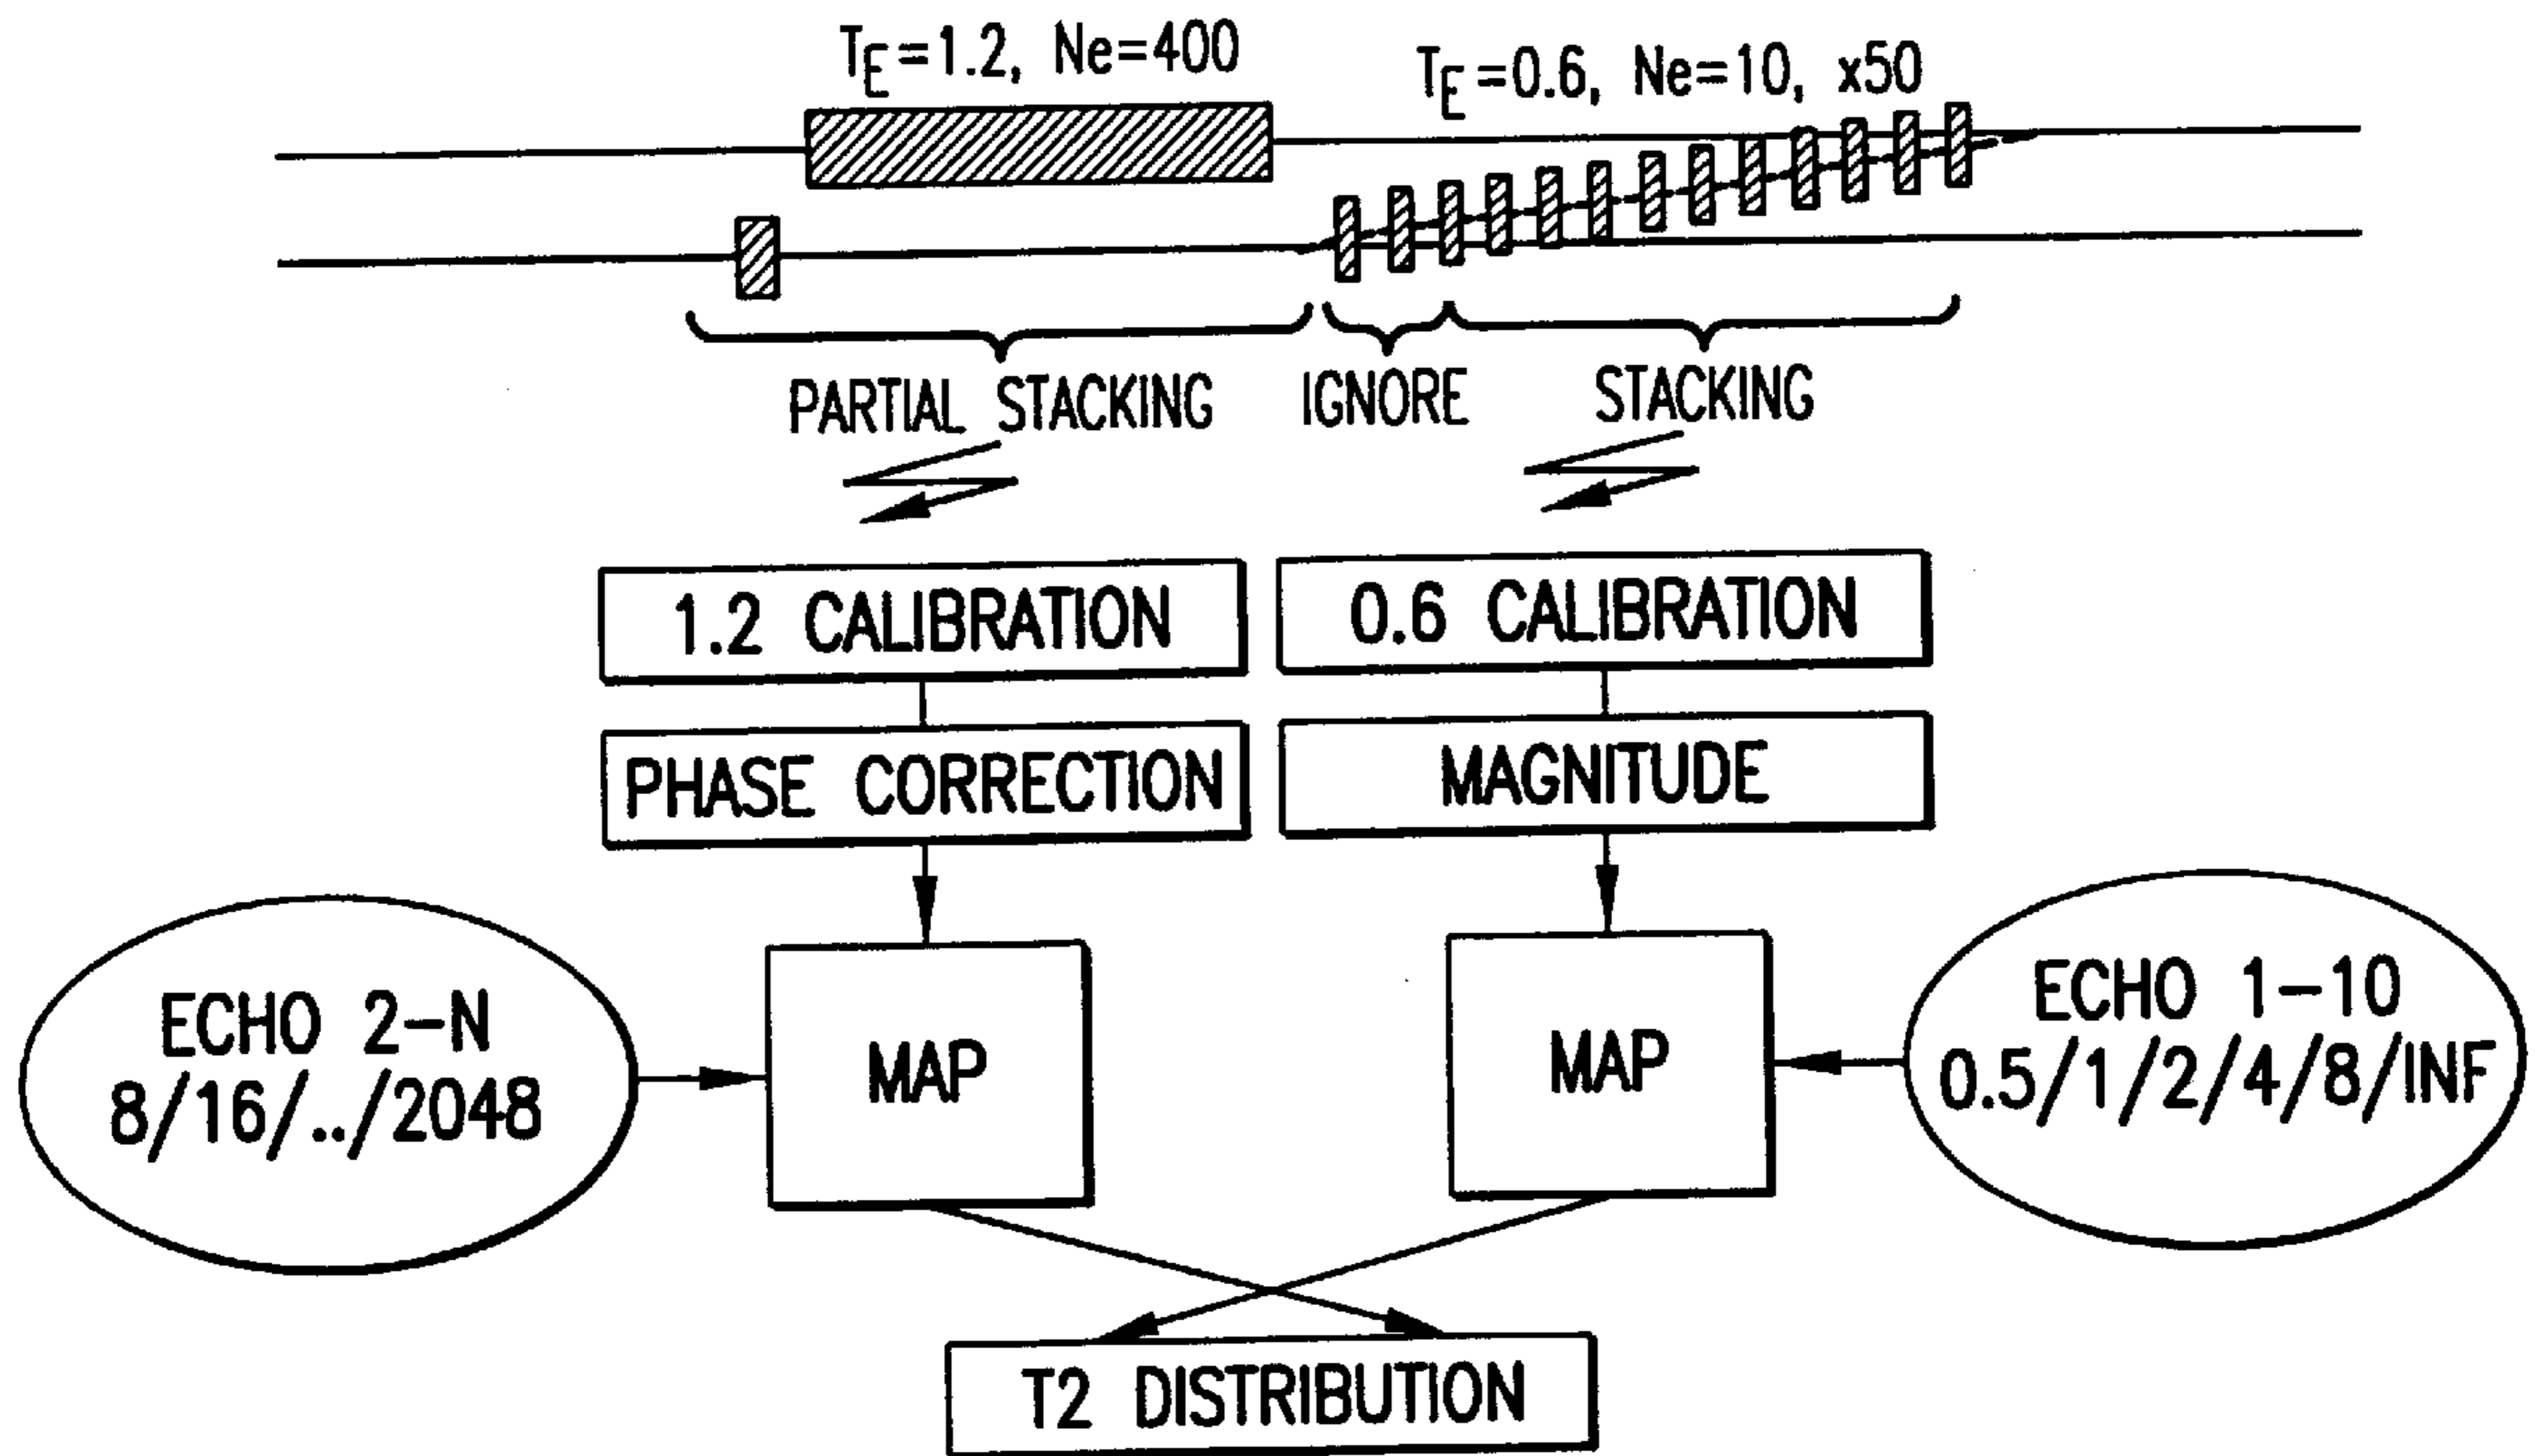 TE=1.2, Ne=400
TE=0.6, Ne=10, x50
PARTIAL STACKING
IGNORE
STACKING
1.2 CALIBRATION
0.6 CALIBRATION
PHASE CORRECTION
MAGNITUDE
ECHO 2-N
8/16/../2048
MAP
MAP
ECHO 1-10
0.5/1/2/4/8/INF
T2 DISTRIBUTION